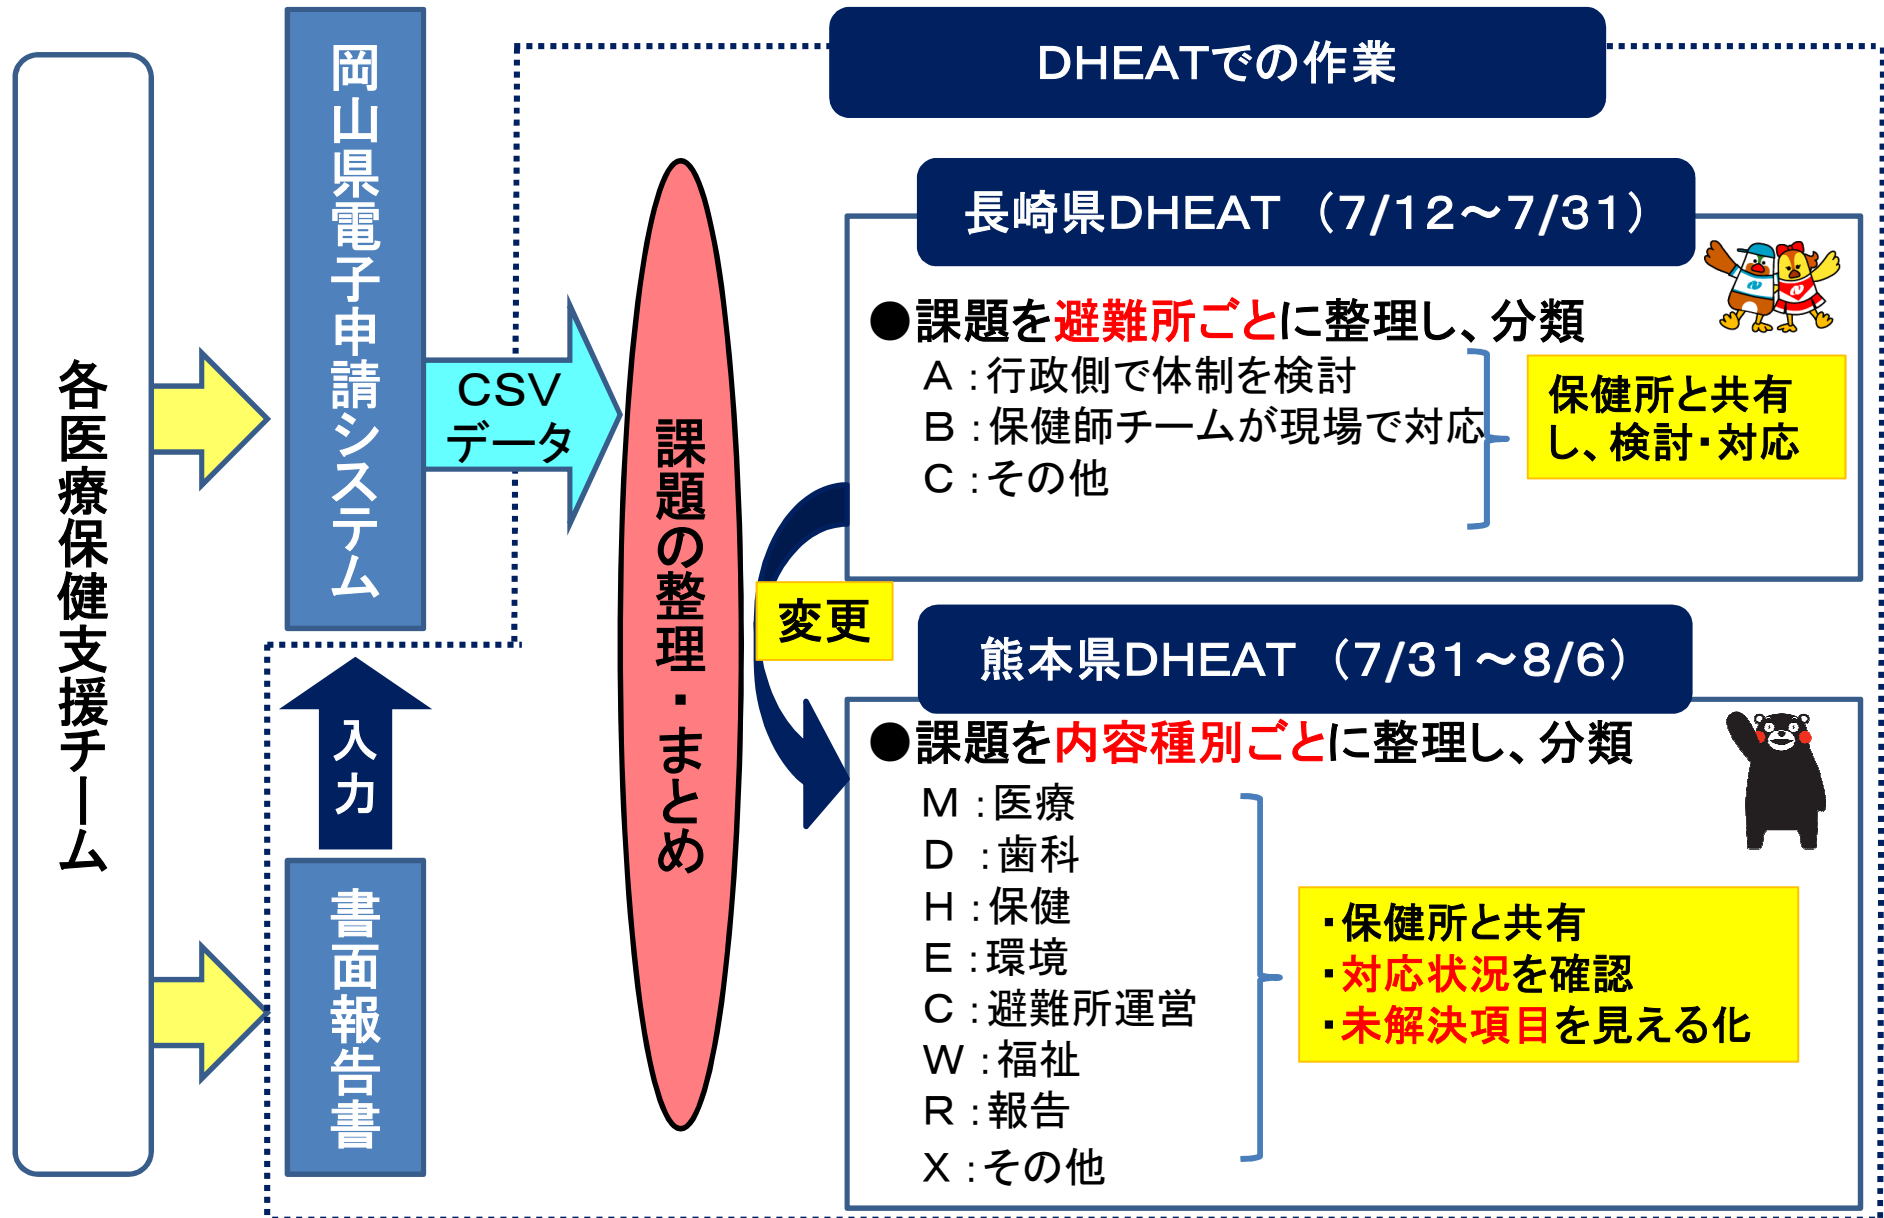 各医療保健支援チーム
岡山県電子申請システム
入力
書面報告書
CSV
データ
DHEATでの作業
課題の整理・まとめ
長崎県DHEAT（7/12～7/31）
●課題を避難所ごとに整理し、分類
A：行政側で体制を検討
B：保健師チームが現場で対応
C：その他
保健所と共有
し、検討・対応
変更
熊本県DHEAT（7/31～8/6）
●課題を内容種別ごとに整理し、分類
M：医療
D：歯科
H：保健
E：環境
C：避難所運営
W：福祉
R：報告
X：その他
・保健所と共有
・対応状況を確認
・未解決項目を見える化